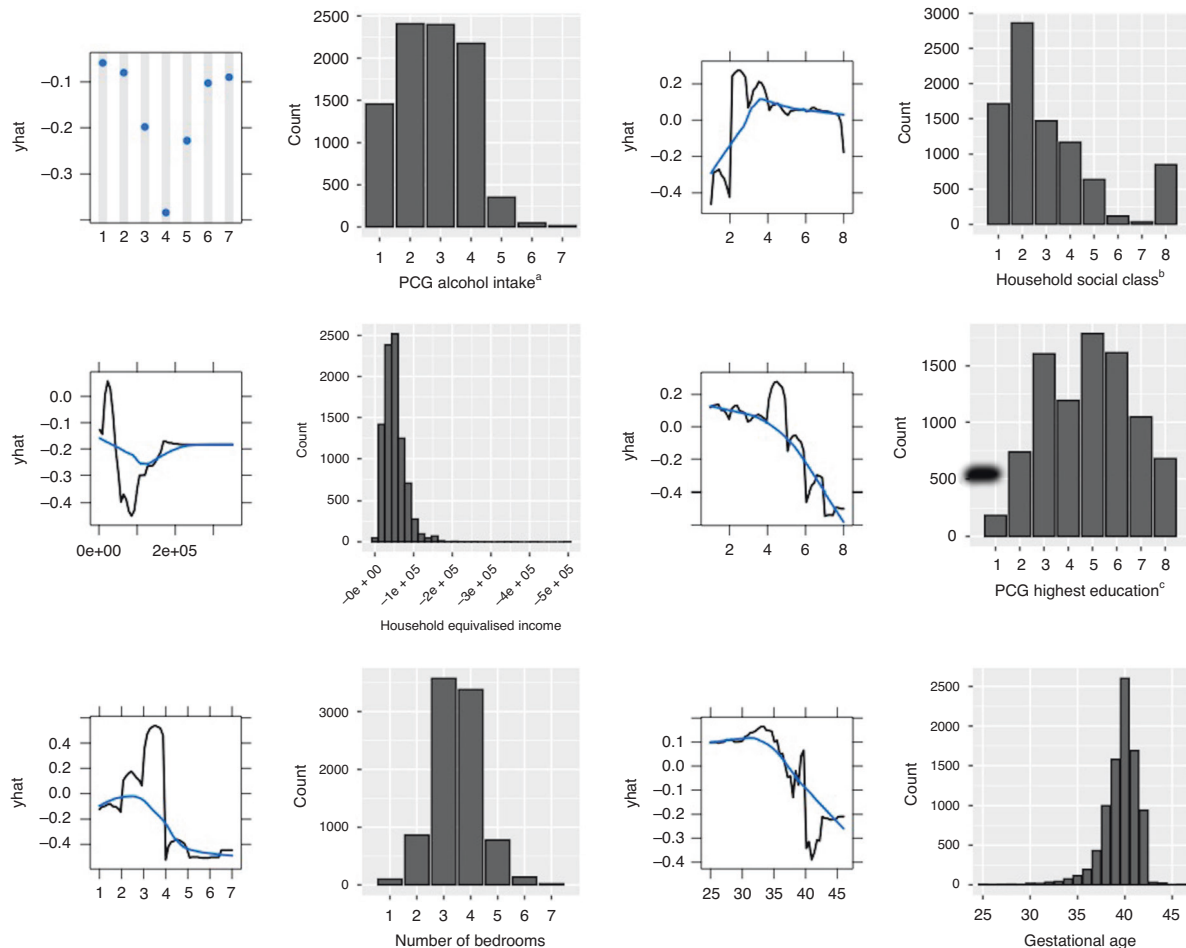 yhat
−0.1
−0.2
−0.3
1 2 3 4 5 6 7
Count
2500
2000
1500
1000
500
0
1 2 3 4 5 6 7
PCG alcohol intakea
yhat
0.2
0.0
−0.4
2 4 6 8
Count
3000
2500
2000
1500
1000
500
0
1 2 3 4 5 6 7 8
Household social classb
yhat
0.0
−0.1
−0.2
−0.3
−0.4
0e+00 2e+05
Count
2500
2000
1500
1000
500
0
−0e + 00 −1e + 05 −2e + 05 −3e + 05 −4e + 05 −5e + 05
Household equivalised income
yhat
0.2
0.0
−0.4
2 4 6 8
Count
1500
1000
500
0
1 2 3 4 5 6 7 8
PCG highest educationc
yhat
0.4
0.2
0.0
−0.4
1 2 3 4 5 6 7
Count
3000
2000
1000
0
1 2 3 4 5 6 7
Number of bedrooms
yhat
0.1
0.0
−0.1
−0.2
−0.3
−0.4
25 30 35 40 45
Count
2500
2000
1500
1000
500
0
25 35 40 45
Gestational age